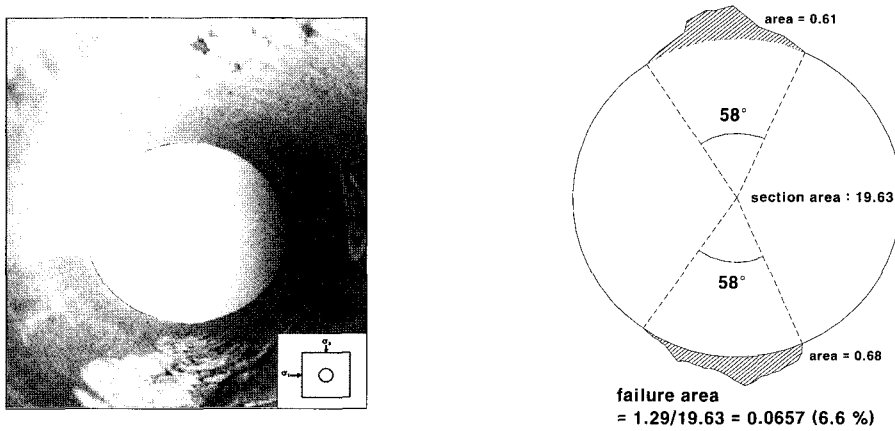 area = 0.61
58°
section area : 19.63
58°
area = 0.68
failure area
= 1.29/19.63 = 0.0657 (6.6 %)